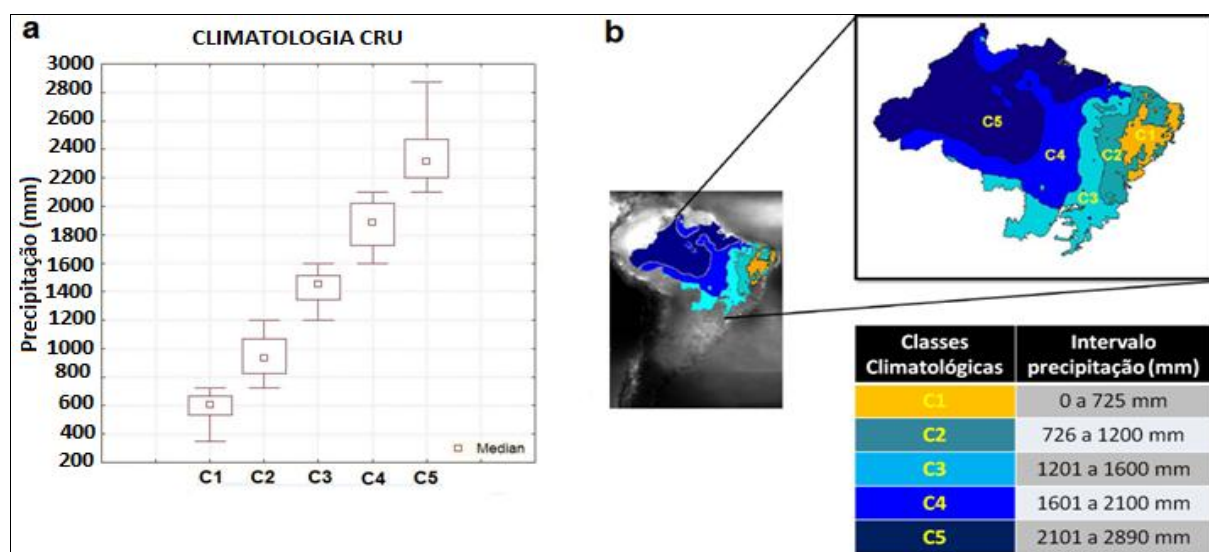 a
CLIMATOLOGIA CRU
Precipitação (mm)
3000
2800
2600
2400
2200
2000
1800
1600
1400
1200
1000
800
600
400
200
C1 C2 C3 C4 C5
Median
b
C5
C4
C3
C2
C1
Classes Climatológicas
Intervalo precipitação (mm)
C1 0 a 725 mm
C2 726 a 1200 mm
C3 1201 a 1600 mm
C4 1601 a 2100 mm
C5 2101 a 2890 mm